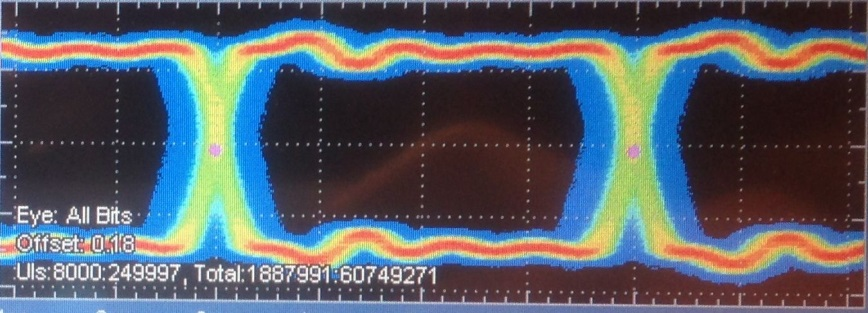 Eye: All Bits
Offset: 0.18
UIs:8000:249997, Total:1887991:60749271